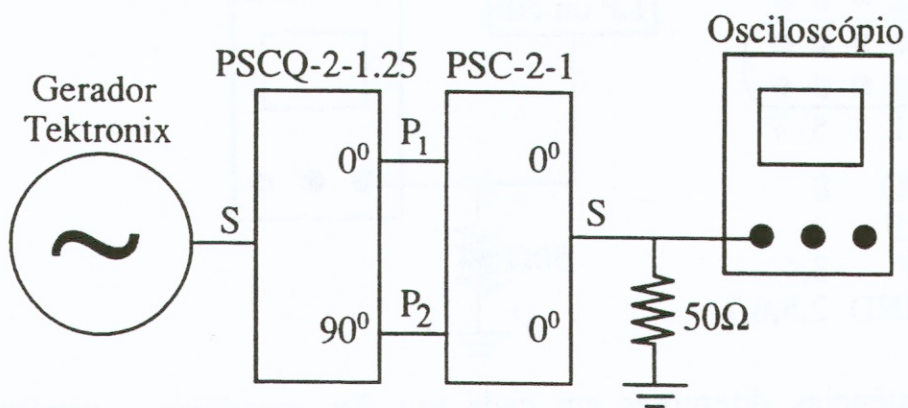 Osciloscópio
PSCQ-2-1.25 PSC-2-1
Gerador
Tektronix
S
0⁰
P₁
0⁰
S
90⁰
P₂
0⁰
50Ω